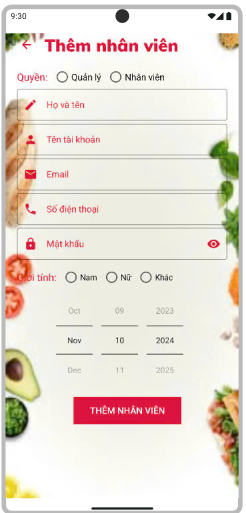 9:30
Thêm nhân viên
Quyền: Quản lý Nhân viên
Họ và tên
Tên tài khoản
Email
Số điện thoại
Mật khẩu
Giới tính: Nam Nữ Khác
Oct 09 2023
Nov 10 2024
Dec 11 2025
THÊM NHÂN VIÊN